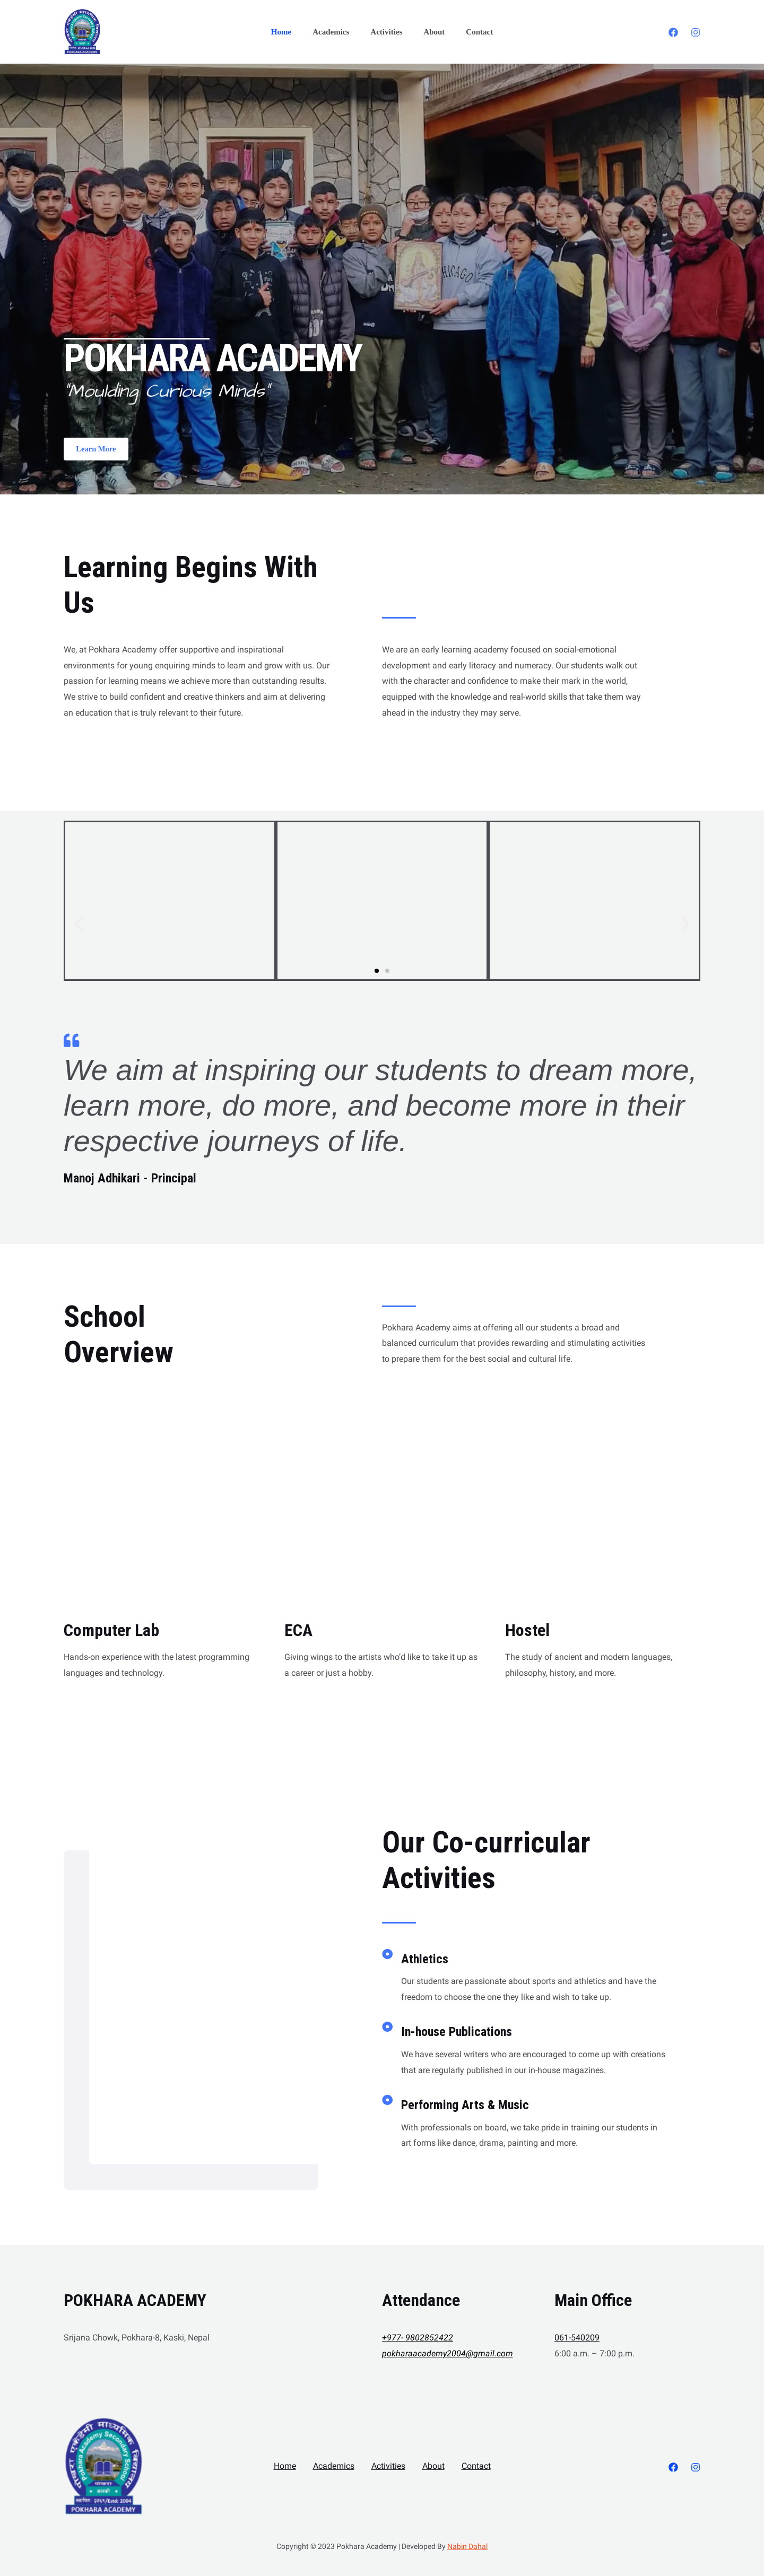 POKHARA ACADEMY
Home
Academics
Activities
About
Contact
CHICAGO
POKHARA ACADEMY
"Moulding Curious Minds"
Learn More
Learning Begins With
Us
We, at Pokhara Academy offer supportive and inspirational
environments for young enquiring minds to learn and grow with us. Our
passion for learning means we achieve more than outstanding results.
We strive to build confident and creative thinkers and aim at delivering
an education that is truly relevant to their future.
We are an early learning academy focused on social-emotional
development and early literacy and numeracy. Our students walk out
with the character and confidence to make their mark in the world,
equipped with the knowledge and real-world skills that take them way
ahead in the industry they may serve.
We aim at inspiring our students to dream more,
learn more, do more, and become more in their
respective journeys of life.
Manoj Adhikari - Principal
School
Overview
Pokhara Academy aims at offering all our students a broad and
balanced curriculum that provides rewarding and stimulating activities
to prepare them for the best social and cultural life.
Computer Lab
Hands-on experience with the latest programming
languages and technology.
ECA
Giving wings to the artists who'd like to take it up as
a career or just a hobby.
Hostel
The study of ancient and modern languages,
philosophy, history, and more.
Our Co-curricular
Activities
Athletics
Our students are passionate about sports and athletics and have the
freedom to choose the one they like and wish to take up.
In-house Publications
We have several writers who are encouraged to come up with creations
that are regularly published in our in-house magazines.
Performing Arts & Music
With professionals on board, we take pride in training our students in
art forms like dance, drama, painting and more.
POKHARA ACADEMY
Srijana Chowk, Pokhara-8, Kaski, Nepal
Attendance
+977- 9802852422
pokharaacademy2004@gmail.com
Main Office
061-540209
6:00 a.m. – 7:00 p.m.
Pokhara Academy Secondary School
POKHARA ACADEMY
Home
Academics
Activities
About
Contact
Copyright © 2023 Pokhara Academy | Developed By Nabin Dahal